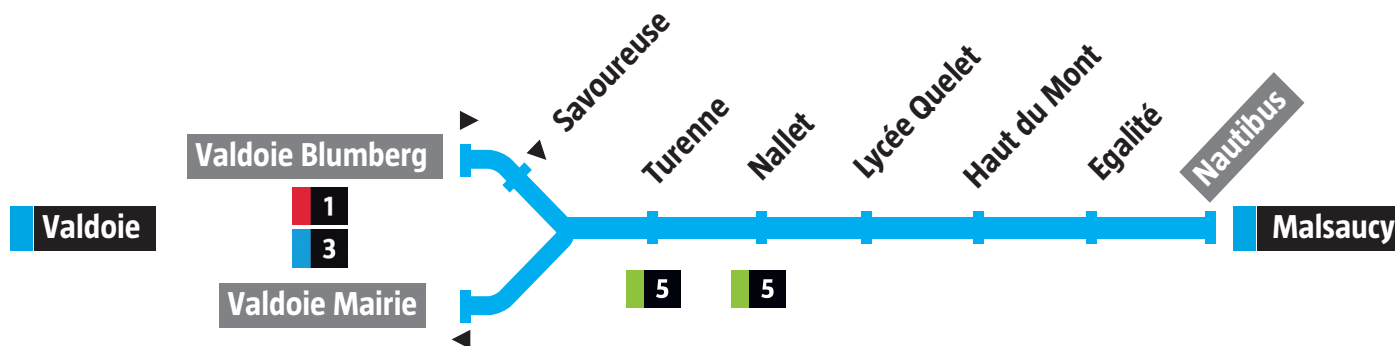 Savoureuse
Turenne
Nallet
Lycée Quelet
Haut du Mont
Egalité
Nautibus
Valdoie Blumberg
1
3
Valdoie
Malsaucy
Valdoie Mairie
5
5